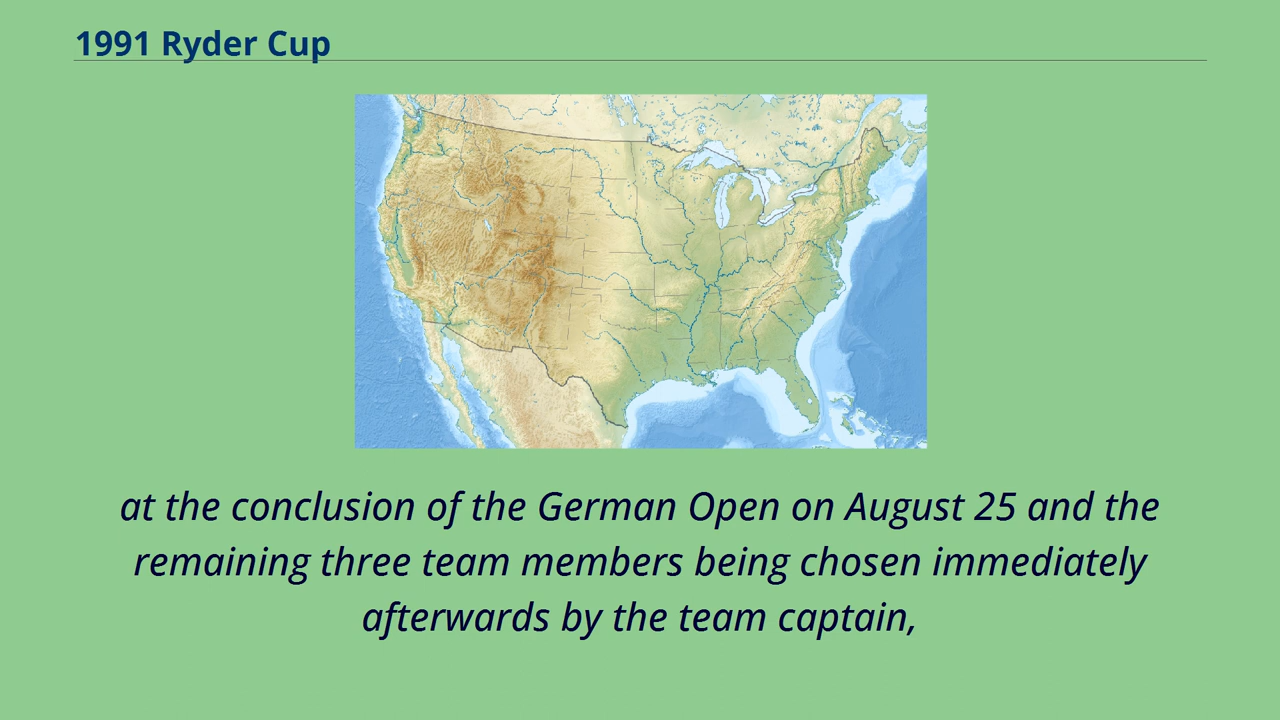 1991 Ryder Cup
at the conclusion of the German Open on August 25 and the
remaining three team members being chosen immediately
afterwards by the team captain,